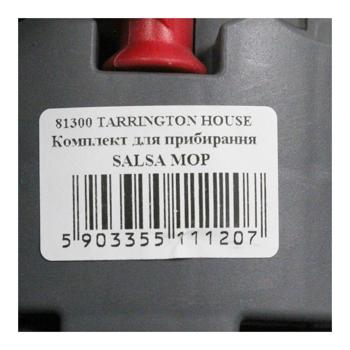 81300 TARRINGTON HOUSE
Комплект для прибирання
SALSA MOP
5 903355 111207